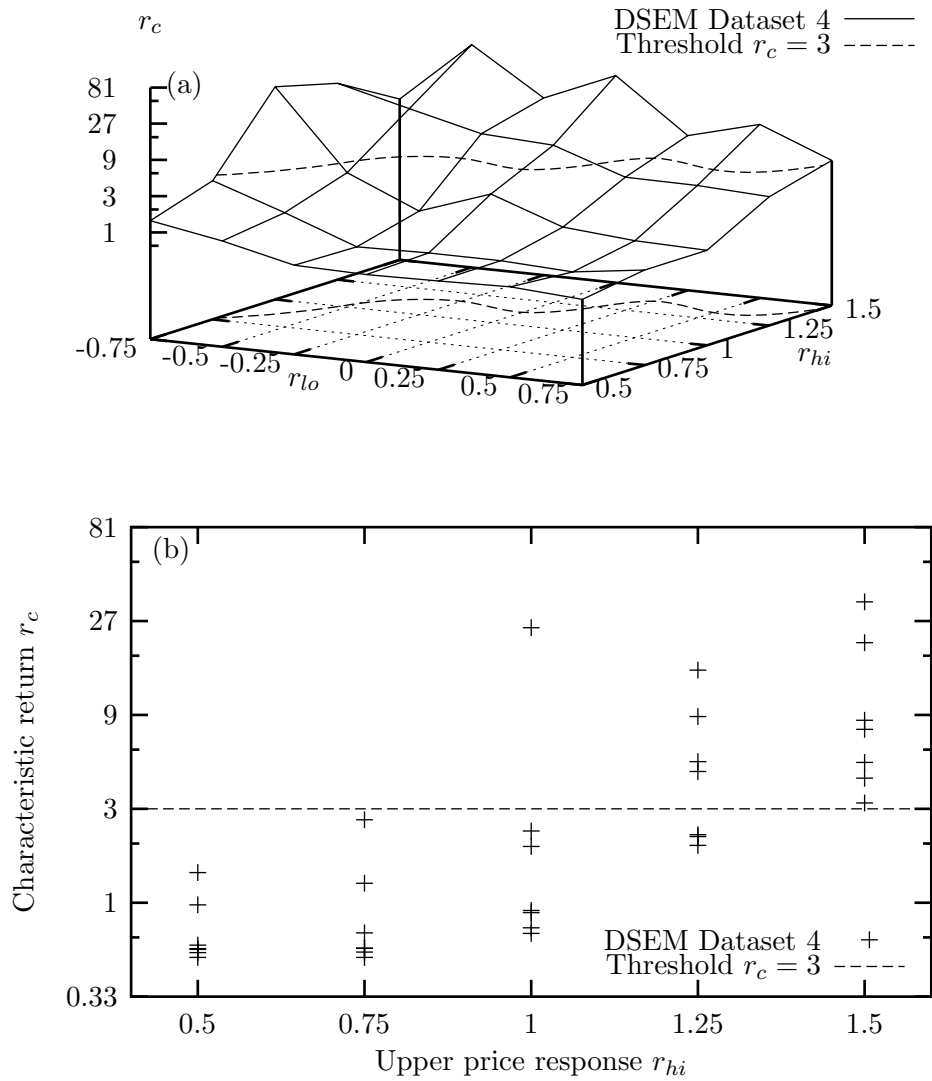 r_c
DSEM Dataset 4
Threshold r_c = 3
(a)
81
27
9
3
1
-0.75
-0.5
-0.25
0
0.25
0.5
0.75
r_lo
0.5
0.75
1
1.25
1.5
r_hi
(b)
81
27
9
3
1
0.33
Characteristic return r_c
DSEM Dataset 4
Threshold r_c = 3
0.5 0.75 1 1.25 1.5
Upper price response r_hi